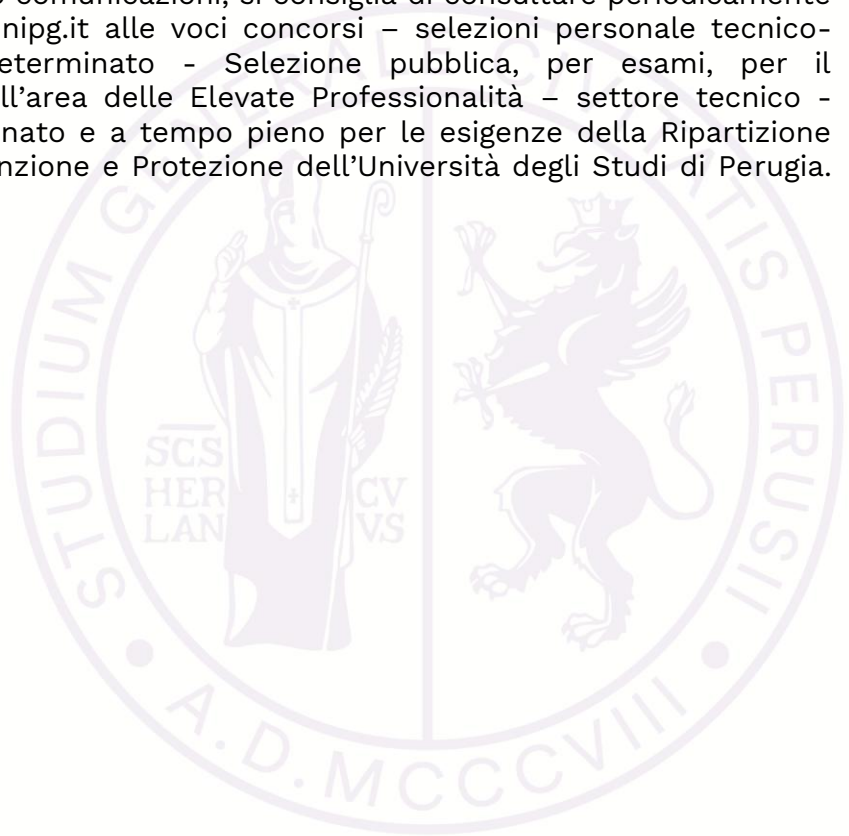 comunicazioni, si consiglia di consultare periodicamente
nipg.it alle voci concorsi – selezioni personale tecnico-
eterminato - Selezione pubblica, per esami, per il
ll’area delle Elevate Professionalità – settore tecnico -
nato e a tempo pieno per le esigenze della Ripartizione
nzione e Protezione dell’Università degli Studi di Perugia.
STUDIUM GENERALE CIVITATIS PERUSII
SCS
HER
LAN
CV
VS
A.D. MCCCVIII